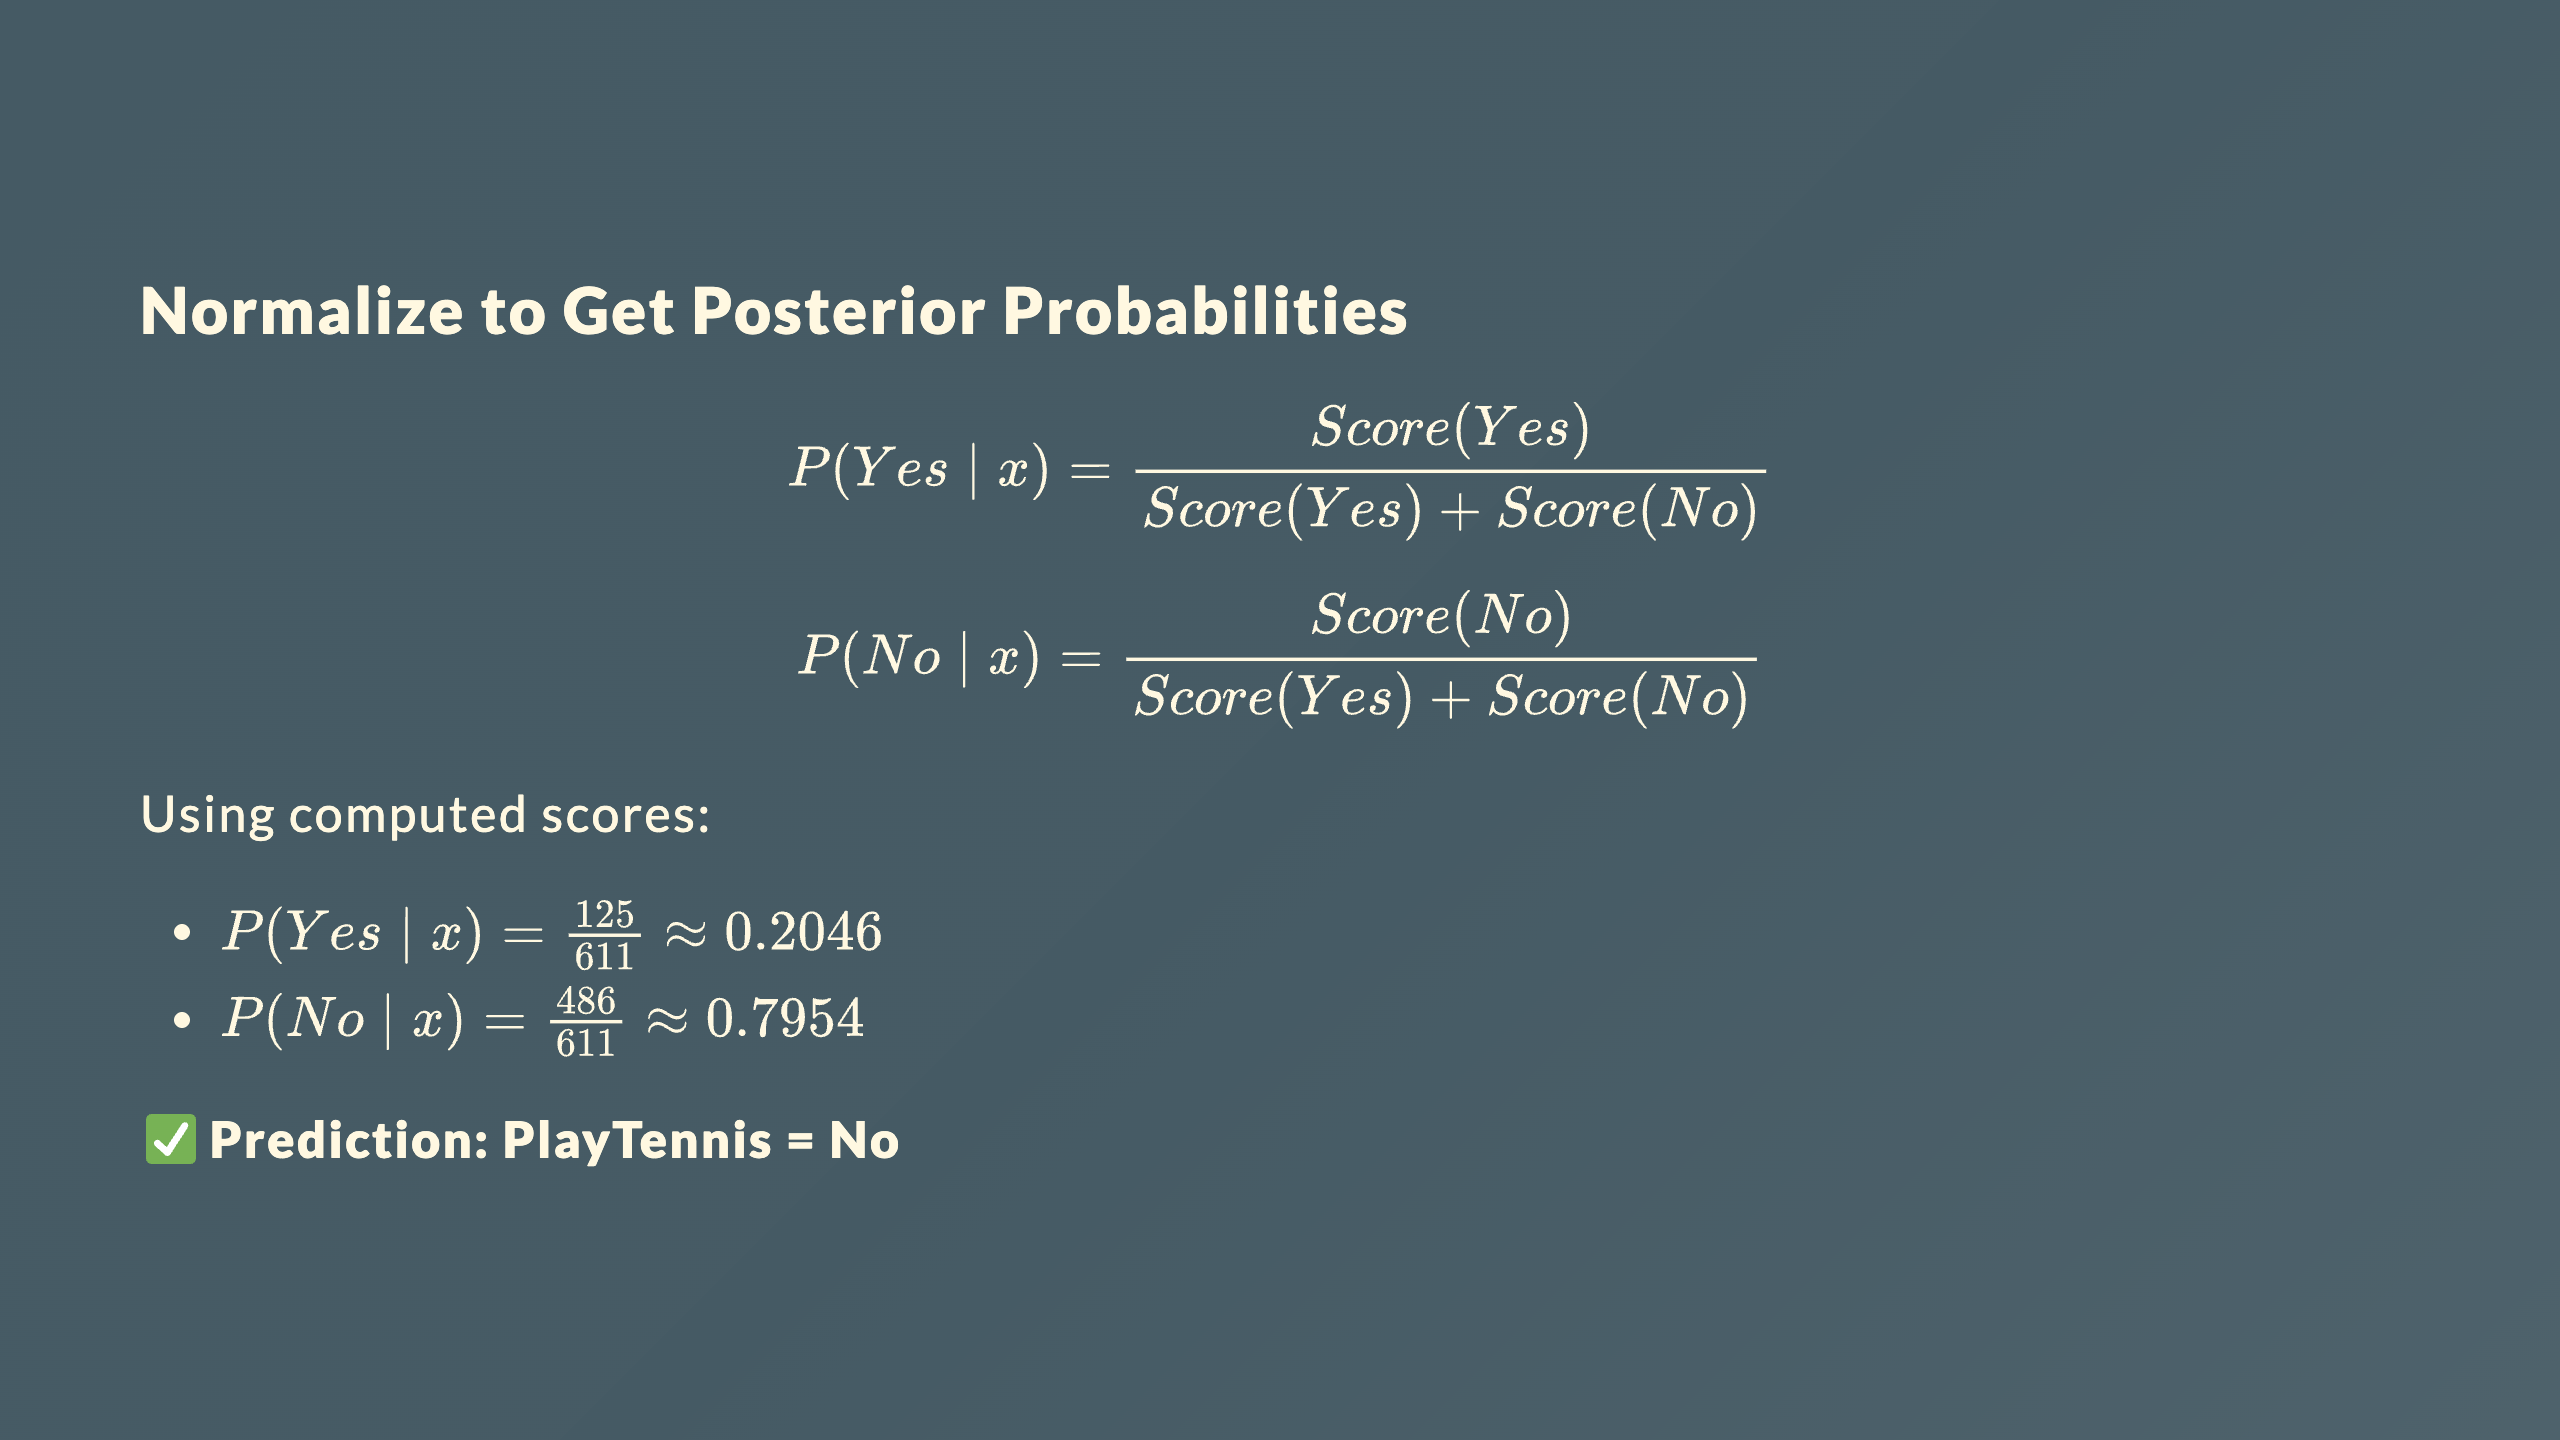 Normalize to Get Posterior Probabilities
P(Yes | x) = Score(Yes) / (Score(Yes) + Score(No))
P(No | x) = Score(No) / (Score(Yes) + Score(No))
Using computed scores:
• P(Yes | x) = 125/611 ≈ 0.2046
• P(No | x) = 486/611 ≈ 0.7954
✅ Prediction: PlayTennis = No